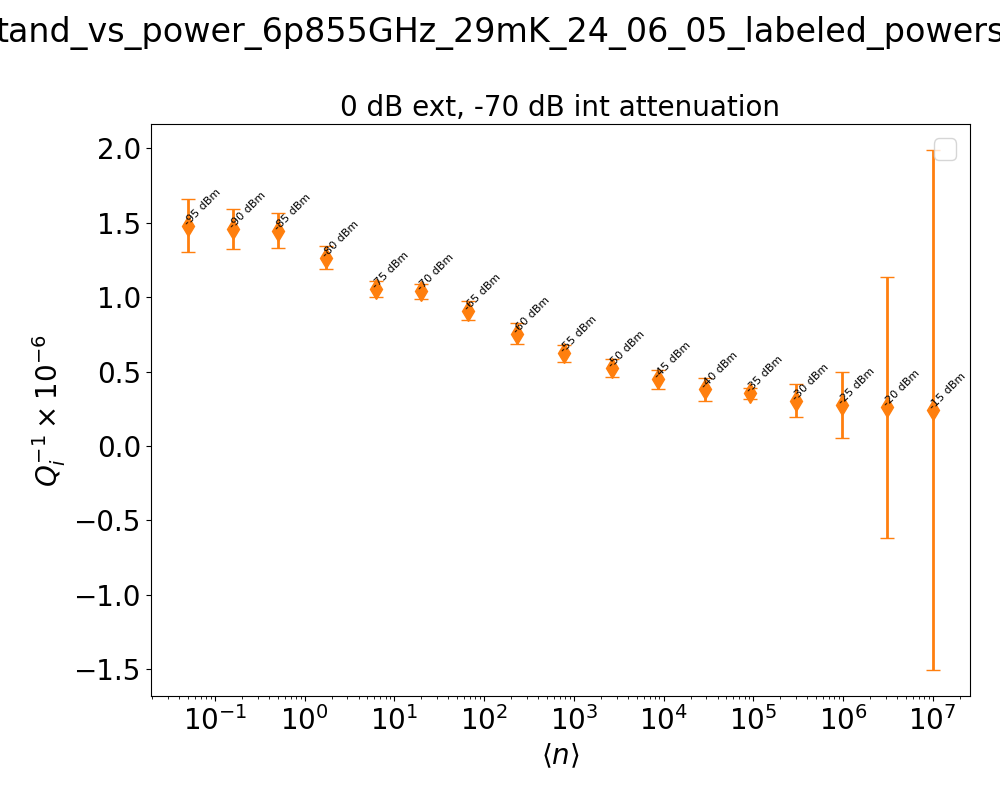 tand_vs_power_6p855GHz_29mK_24_06_05_labeled_powers
0 dB ext, -70 dB int attenuation
2.0
1.5
1.0
0.5
0.0
−0.5
−1.0
−1.5
Q_i^{-1} × 10^{-6}
-95 dBm
-90 dBm
-85 dBm
-80 dBm
-75 dBm
-70 dBm
-65 dBm
-60 dBm
-55 dBm
-50 dBm
-45 dBm
-40 dBm
-35 dBm
-30 dBm
-25 dBm
-20 dBm
-15 dBm
10^{-1} 10^{0} 10^{1} 10^{2} 10^{3} 10^{4} 10^{5} 10^{6} 10^{7}
⟨n⟩